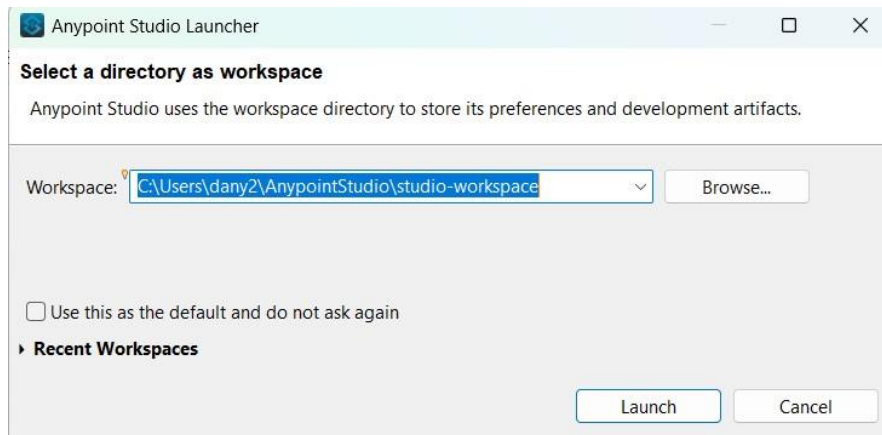 Anypoint Studio Launcher
Select a directory as workspace
Anypoint Studio uses the workspace directory to store its preferences and development artifacts.
Workspace: C:\Users\dany2\AnypointStudio\studio-workspace Browse...
Use this as the default and do not ask again
Recent Workspaces
Launch Cancel